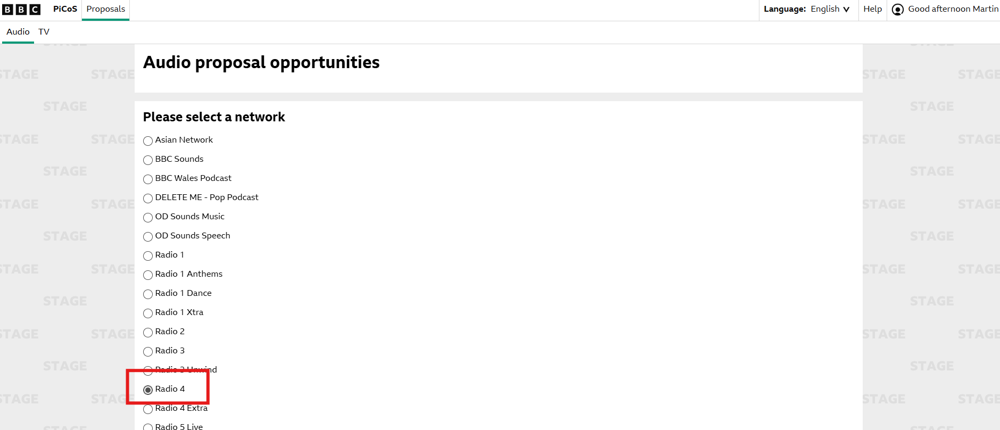 BBC PiCoS Proposals Language: English Help Good afternoon Martin
Audio TV
Audio proposal opportunities
Please select a network
Asian Network
BBC Sounds
BBC Wales Podcast
DELETE ME - Pop Podcast
OD Sounds Music
OD Sounds Speech
Radio 1
Radio 1 Anthems
Radio 1 Dance
Radio 1 Xtra
Radio 2
Radio 3
Radio 3 Unwind
Radio 4
Radio 4 Extra
Radio 5 Live
STAGE